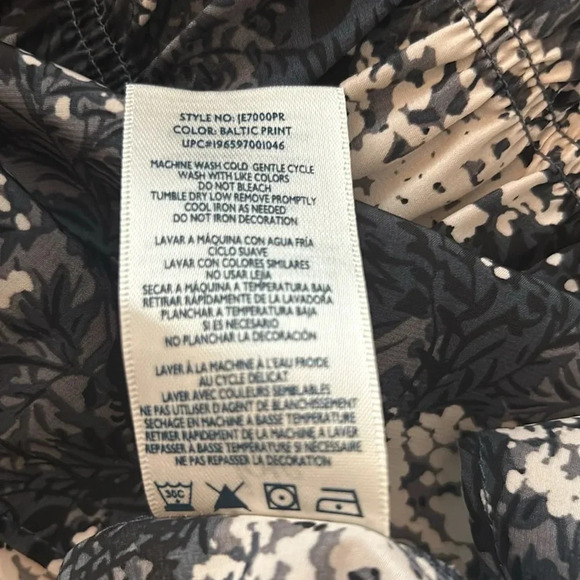 STYLE NO: JE7000PR
COLOR: BALTIC PRINT
UPC#196597001046
MACHINE WASH COLD GENTLE CYCLE
WASH WITH LIKE COLORS
DO NOT BLEACH
TUMBLE DRY LOW REMOVE PROMPTLY
COOL IRON AS NEEDED
DO NOT IRON DECORATION
LAVAR A MÁQUINA CON AGUA FRÍA
CICLO SUAVE
LAVAR CON COLORES SIMILARES
NO USAR LEJIA
SECAR A MÁQUINA A TEMPERATURA BAJA
RETIRAR RÁPIDAMENTE DE LA LAVADORA
PLANCHAR A TEMPERATURA BAJA
SI ES NECESARIO
NO PLANCHAR LA DECORACIÓN
LAVER À LA MACHINE À L'EAU FROIDE
AU CYCLE DÉLICAT
LAVER AVEC COULEURS SEMBLABLES
NE PAS UTILISER D'AGENT DE BLANCHISSEMENT
SECHAGE EN MACHINE A BASSE TEMPÉRATURE
RETIRER RAPIDEMENT DE LA MACHINE A LAVER
REPASSER À BASSE TEMPÉRATURE SI NÉCESSAIRE
NE PAS REPASSER LA DECORATION
30C